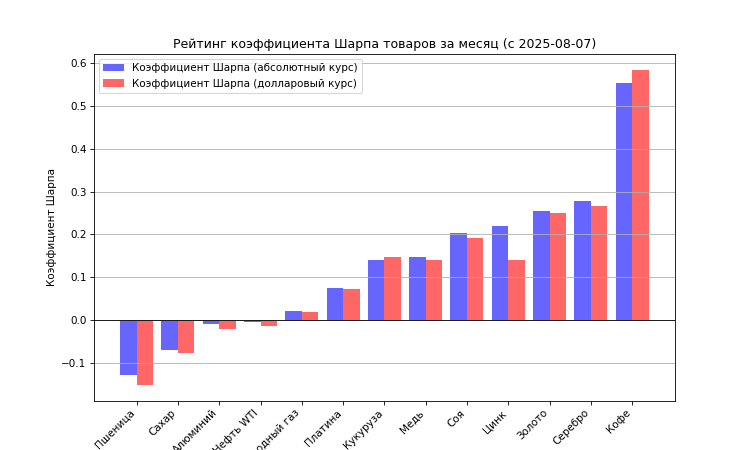 Рейтинг коэффициента Шарпа товаров за месяц (с 2025-08-07)
Коэффициент Шарпа (абсолютный курс)
Коэффициент Шарпа (долларовый курс)
Коэффициент Шарпа
0.6
0.5
0.4
0.3
0.2
0.1
0.0
−0.1
Пшеница
Сахар
Алюминий
Нефть WTI
одный газ
Платина
Кукуруза
Медь
Соя
Цинк
Золото
Серебро
Кофе